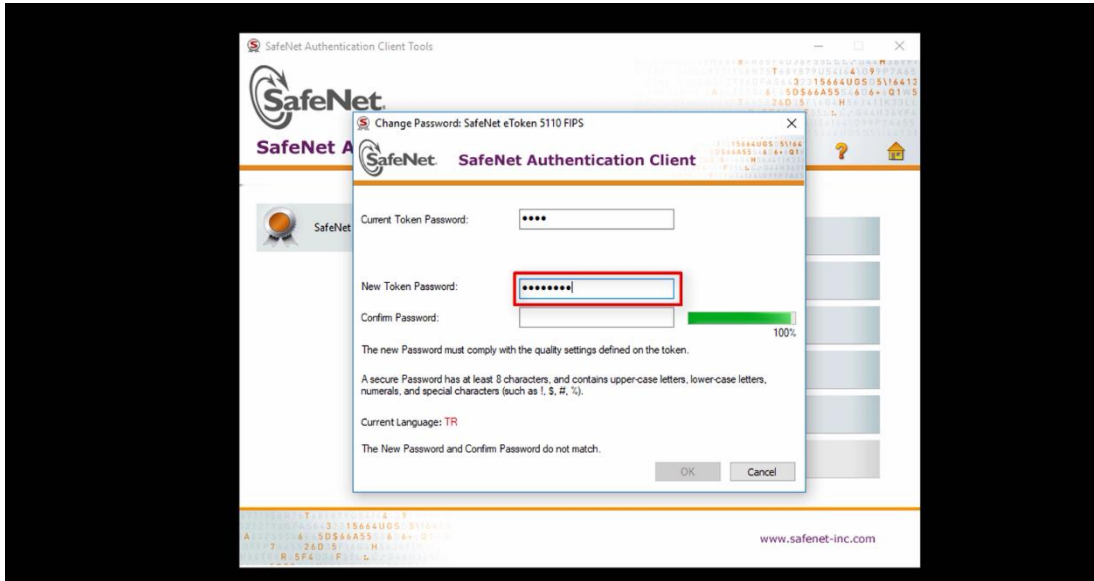 SafeNet Authentication Client Tools
SafeNet.
SafeNet A
Change Password: SafeNet eToken 5110 FIPS
SafeNet. SafeNet Authentication Client
SafeNet
Current Token Password:
New Token Password:
Confirm Password:
100%
The new Password must comply with the quality settings defined on the token.
A secure Password has at least 8 characters, and contains upper-case letters, lower-case letters,
numerals, and special characters (such as !, $, #, %).
Current Language: TR
The New Password and Confirm Password do not match.
OK Cancel
www.safenet-inc.com